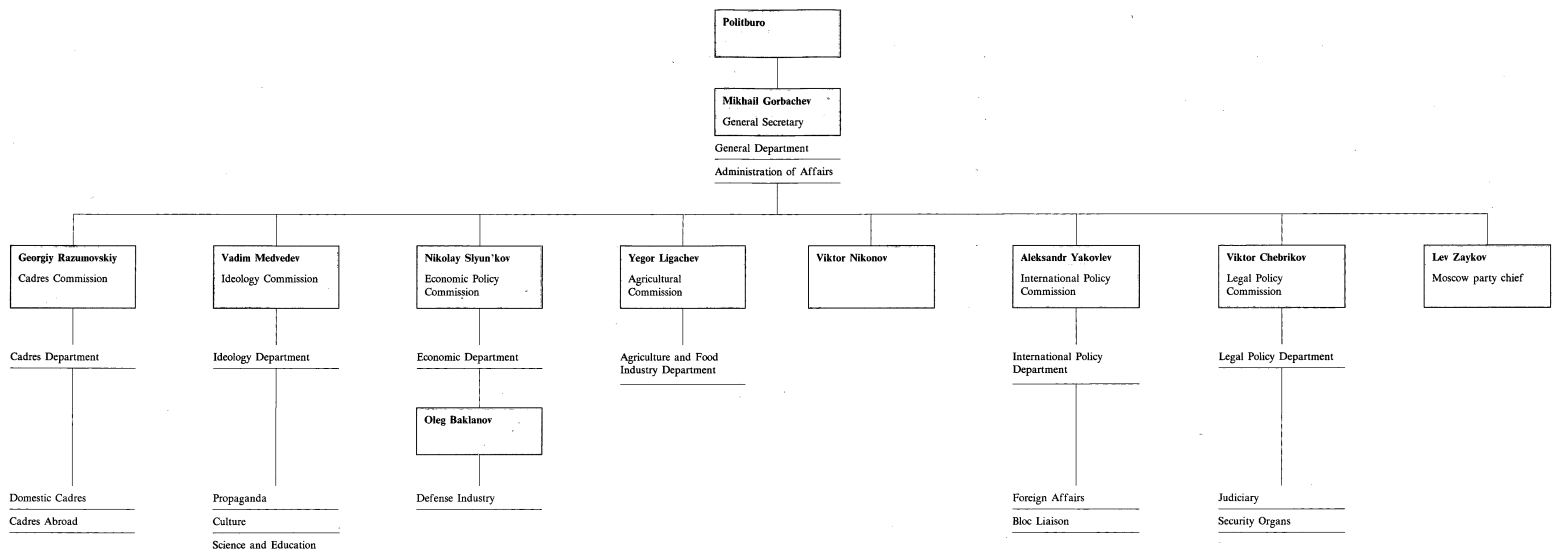 Politburo
Mikhail Gorbachev
General Secretary
General Department
Administration of Affairs
Georgiy Razumovskiy
Cadres Commission
Cadres Department
Domestic Cadres
Cadres Abroad
Vadim Medvedev
Ideology Commission
Ideology Department
Propaganda
Culture
Science and Education
Nikolay Slyun'kov
Economic Policy
Commission
Economic Department
Oleg Baklanov
Defense Industry
Yegor Ligachev
Agricultural
Commission
Agriculture and Food
Industry Department
Viktor Nikonov
Aleksandr Yakovlev
International Policy
Commission
International Policy
Department
Foreign Affairs
Bloc Liaison
Viktor Chebrikov
Legal Policy
Commission
Legal Policy Department
Judiciary
Security Organs
Lev Zaykov
Moscow party chief